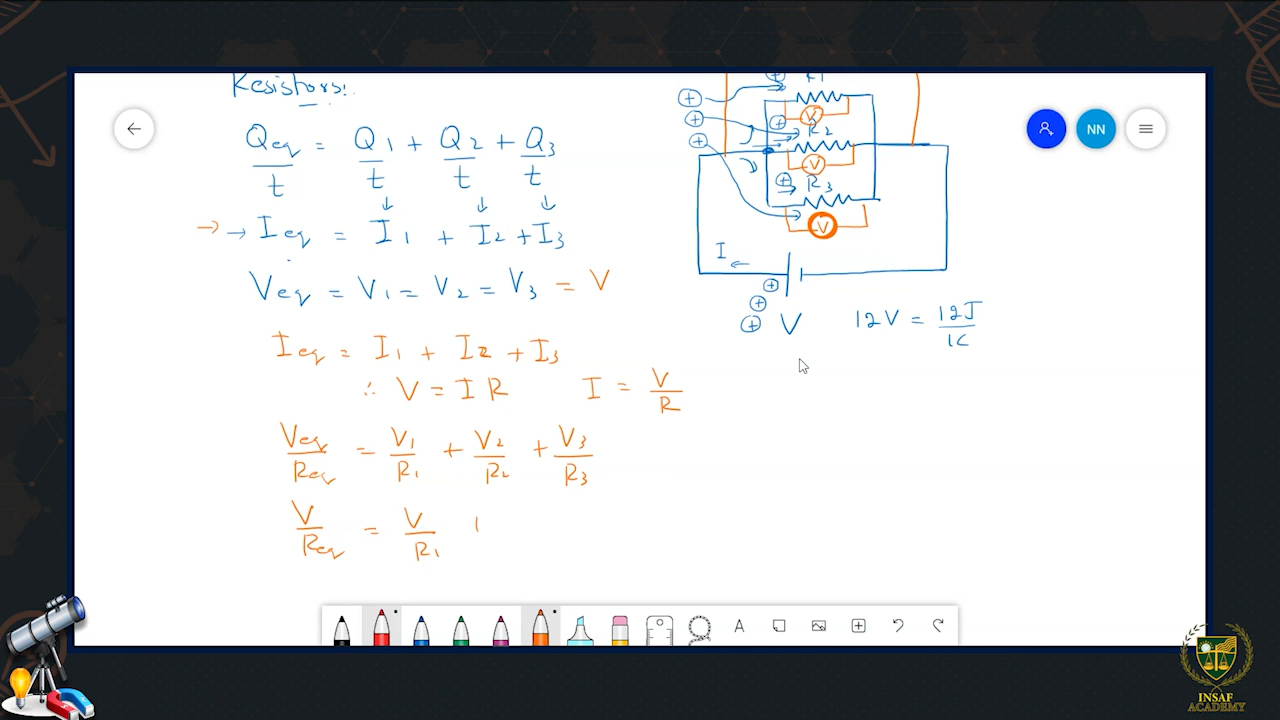 Resistors:
Qeq/t = Q1/t + Q2/t + Q3/t
→ → Ieq = I1 + I2 + I3
Veq = V1 = V2 = V3 = V
Ieq = I1 + I2 + I3
∴ V = IR I = V/R
Veq/Req = V1/R1 + V2/R2 + V3/R3
V/Req = V/R1
R1
V
R2
V
R3
V
I
V
12V = 12J/1C
NN
A
INSAF
ACADEMY